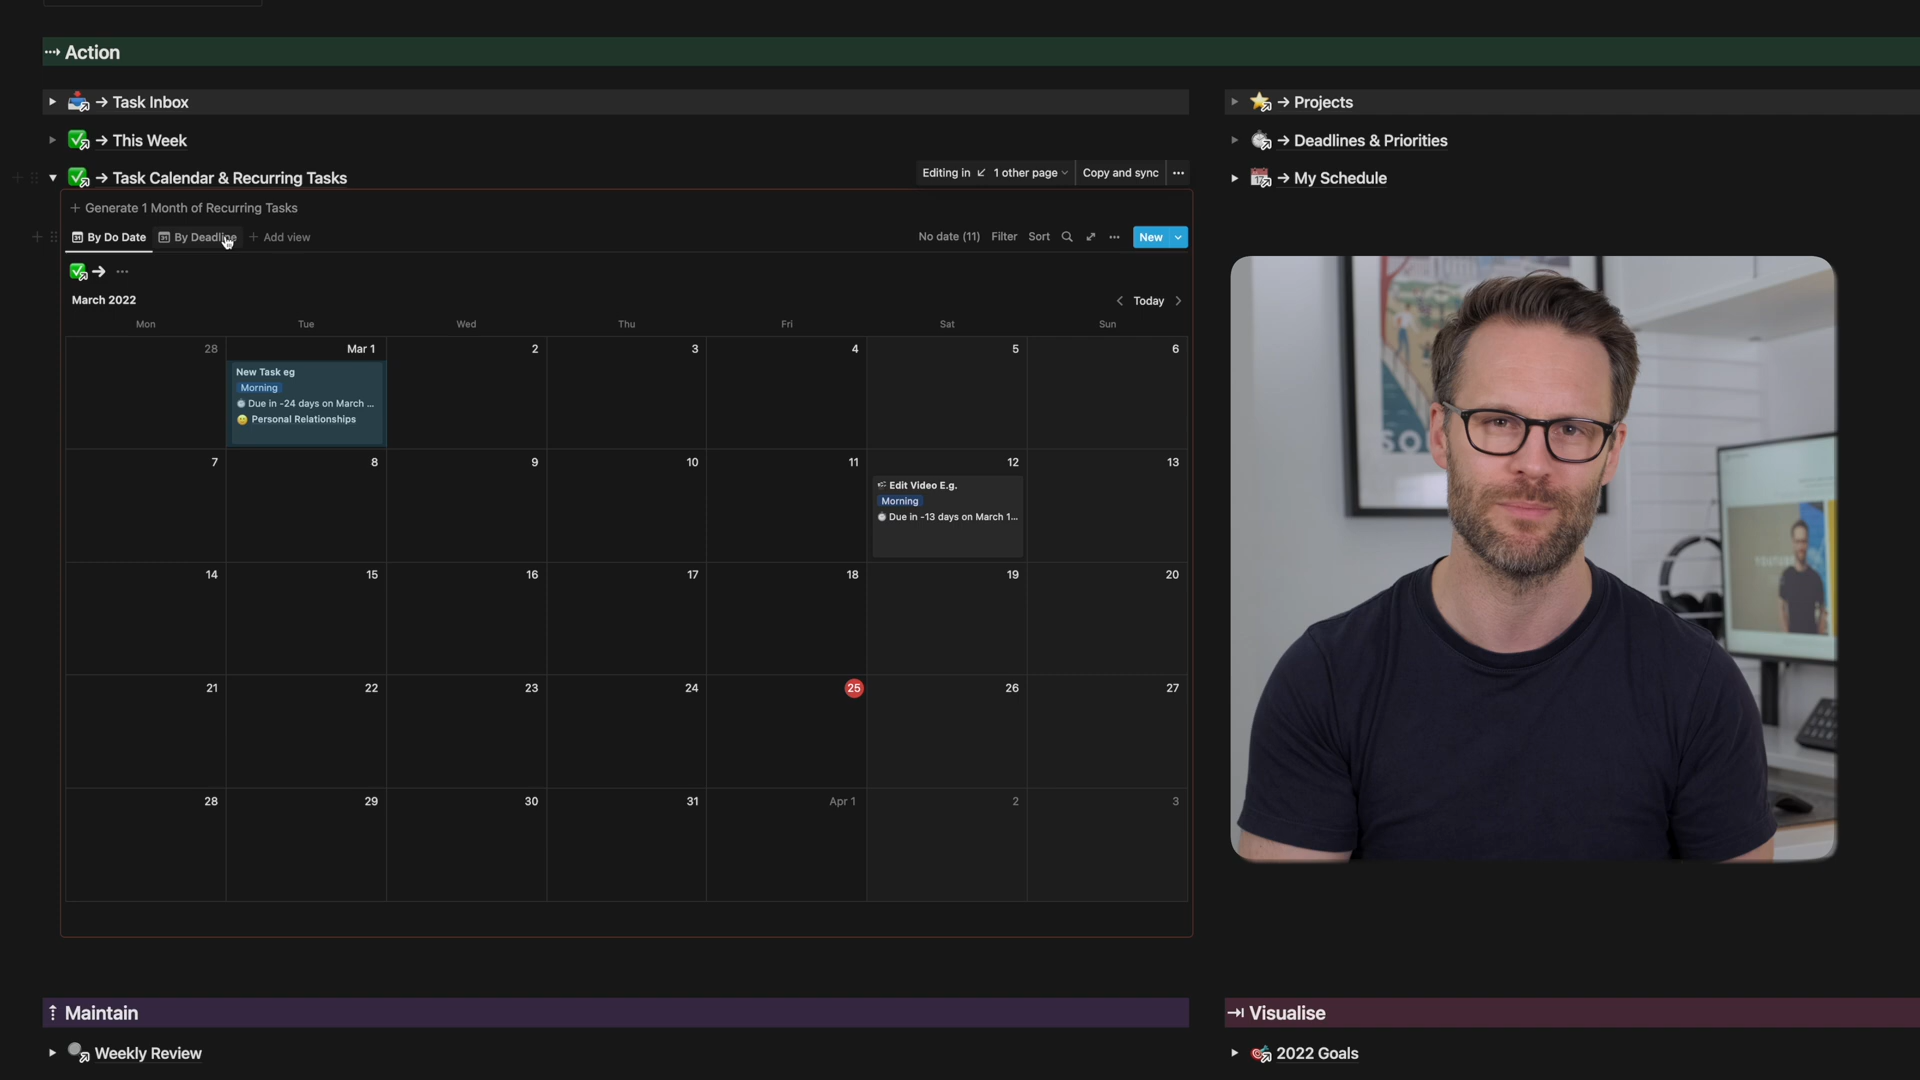 Action
→ Task Inbox
→ Projects
→ This Week
→ Deadlines & Priorities
→ Task Calendar & Recurring Tasks
Editing in ↙ 1 other page
Copy and sync
→ My Schedule
+ Generate 1 Month of Recurring Tasks
By Do Date
By Deadline
+ Add view
No date (11)
Filter
Sort
New
→ ...
March 2022
< Today >
Mon Tue Wed Thu Fri Sat Sun
28 Mar 1 2 3 4 5 6
New Task eg
Morning
Due in -24 days on March ...
Personal Relationships
7 8 9 10 11 12 13
Edit Video E.g.
Morning
Due in -13 days on March 1...
14 15 16 17 18 19 20
21 22 23 24 25 26 27
28 29 30 31 Apr 1 2 3
Maintain
Visualise
Weekly Review
2022 Goals